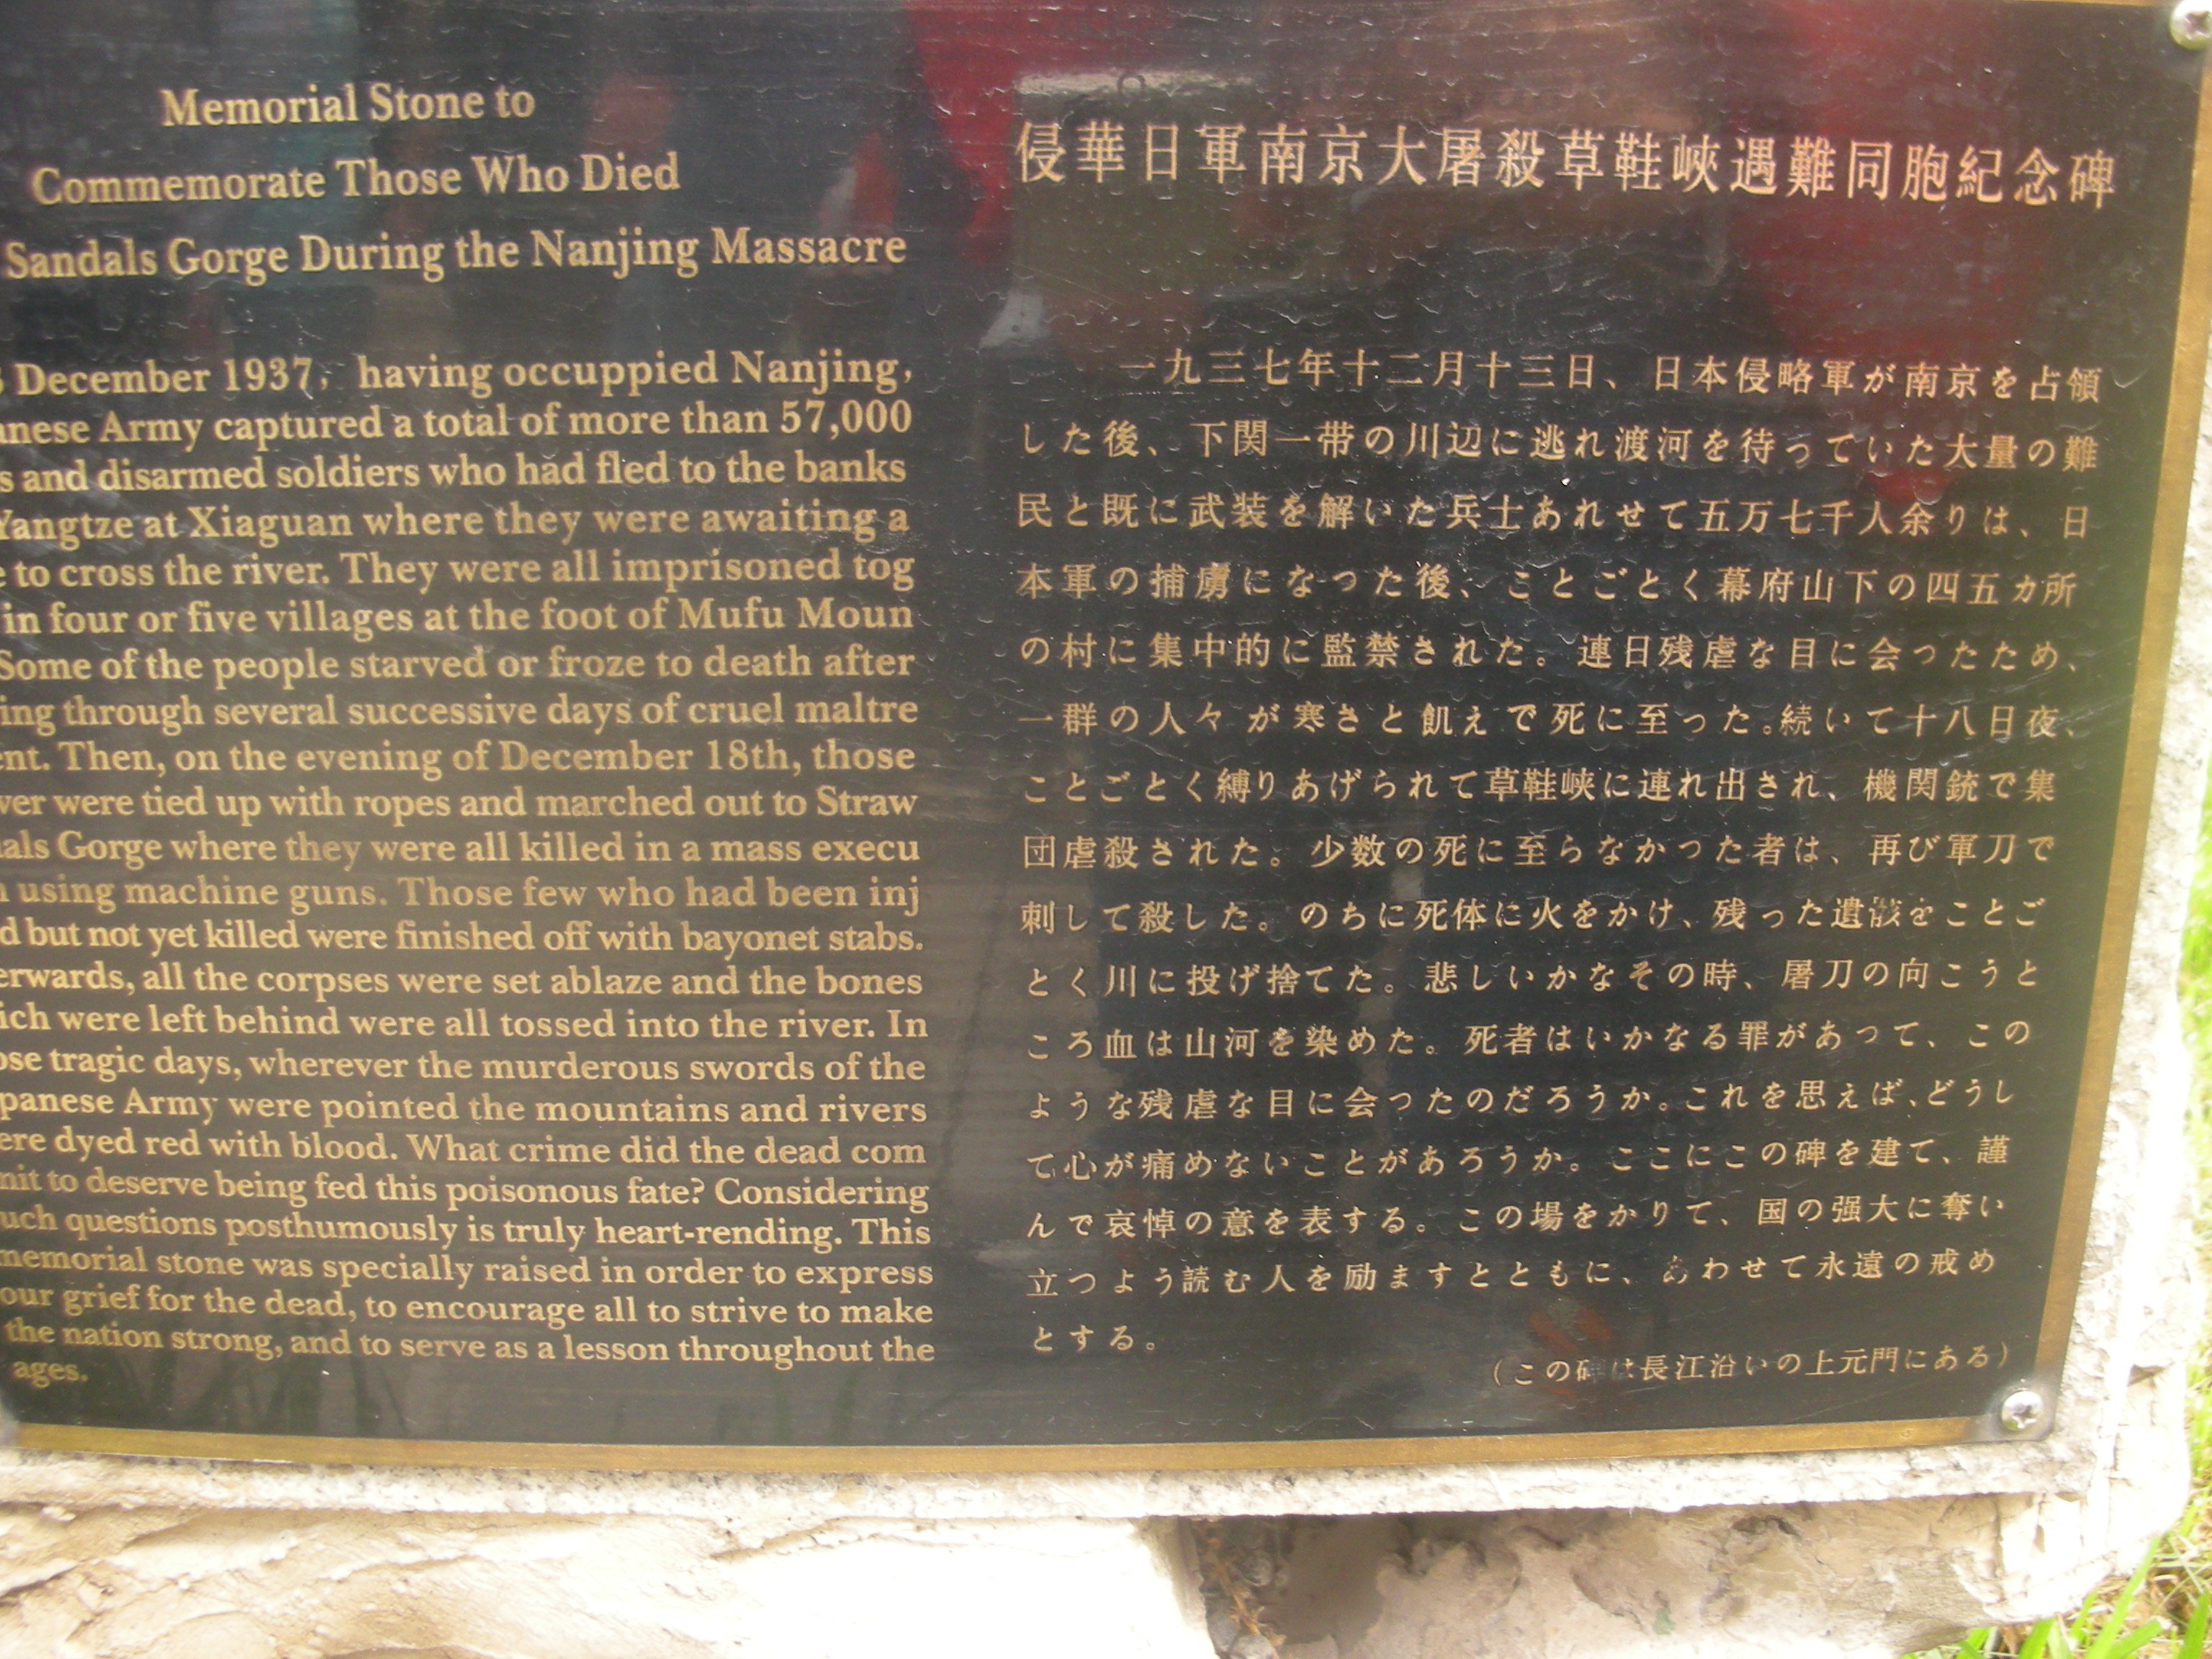 Memorial Stone to
Commemorate Those Who Died
Sandals Gorge During the Nanjing Massacre
December 1937, having occuppied Nanjing,
anese Army captured a total of more than 57,000
s and disarmed soldiers who had fled to the banks
Yangtze at Xiaguan where they were awaiting a
e to cross the river. They were all imprisoned tog
in four or five villages at the foot of Mufu Moun
Some of the people starved or froze to death after
ing through several successive days of cruel maltre
ent. Then, on the evening of December 18th, those
ver were tied up with ropes and marched out to Straw
als Gorge where they were all killed in a mass execu
n using machine guns. Those few who had been inj
d but not yet killed were finished off with bayonet stabs.
erwards, all the corpses were set ablaze and the bones
ich were left behind were all tossed into the river. In
ose tragic days, wherever the murderous swords of the
panese Army were pointed the mountains and rivers
ere dyed red with blood. What crime did the dead com
mit to deserve being fed this poisonous fate? Considering
uch questions posthumously is truly heart-rending. This
memorial stone was specially raised in order to express
our grief for the dead, to encourage all to strive to make
the nation strong, and to serve as a lesson throughout the
ages.
侵華日軍南京大屠殺草鞋峽遇難同胞紀念碑
一九三七年十二月十三日、日本侵略軍が南京を占領
した後、下関一帯の川辺に逃れ渡河を待っていた大量の難
民と既に武装を解いた兵士あれせて五万七千人余りは、日
本軍の捕虜になった後、ことごとく幕府山下の四五カ所
の村に集中的に監禁された。連日残虐な目に会ったため、
一群の人々が寒さと飢えで死に至った。続いて十八日夜、
ことごとく縛りあげられて草鞋峡に連れ出され、機関銃で集
団虐殺された。少数の死に至らなかった者は、再び軍刀で
刺して殺した。のちに死体に火をかけ、残った遺骸をことご
とく川に投げ捨てた。悲しいかなその時、屠刀の向こうと
ころ血は山河を染めた。死者はいかなる罪があって、この
ような残虐な目に会ったのだろうか。これを思えば、どうし
て心が痛めないことがあろうか。ここにこの碑を建て、謹
んで哀悼の意を表する。この場をかりて、国の强大に奪い
立つよう読む人を励ますとともに、あわせて永遠の戒め
とする。
(この碑は長江沿いの上元門にある)